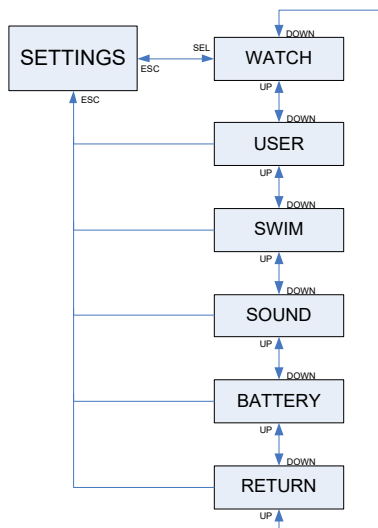 DOWN
SETTINGS
SEL
WATCH
ESC
UP
ESC
DOWN
USER
UP
DOWN
SWIM
UP
DOWN
SOUND
UP
DOWN
BATTERY
UP
DOWN
RETURN
UP